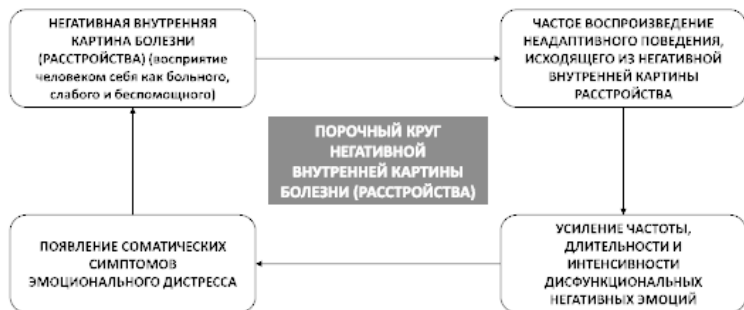 НЕГАТИВНАЯ ВНУТРЕННЯЯ
КАРТИНА БОЛЕЗНИ
(РАССТРОЙСТВА) (восприятие
человеком себя как больного,
слабого и беспомощного)
ЧАСТОЕ ВОСПРОИЗВЕДЕНИЕ
НЕАДАПТИВНОГО ПОВЕДЕНИЯ,
ИСХОДЯЩЕГО ИЗ НЕГАТИВНОЙ
ВНУТРЕННЕЙ КАРТИНЫ
РАССТРОЙСТВА
ПОРОЧНЫЙ КРУГ
НЕГАТИВНОЙ
ВНУТРЕННЕЙ КАРТИНЫ
БОЛЕЗНИ (РАССТРОЙСТВА)
ПОЯВЛЕНИЕ СОМАТИЧЕСКИХ
СИМПТОМОВ
ЭМОЦИОНАЛЬНОГО ДИСТРЕССА
УСИЛЕНИЕ ЧАСТОТЫ,
ДЛИТЕЛЬНОСТИ И
ИНТЕНСИВНОСТИ
ДИСФУНКЦИОНАЛЬНЫХ
НЕГАТИВНЫХ ЭМОЦИЙ